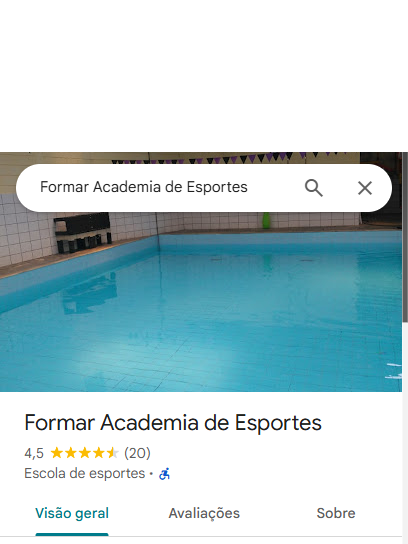 Formar Academia de Esportes
Formar Academia de Esportes
4,5 (20)
Escola de esportes ·
Visão geral Avaliações Sobre